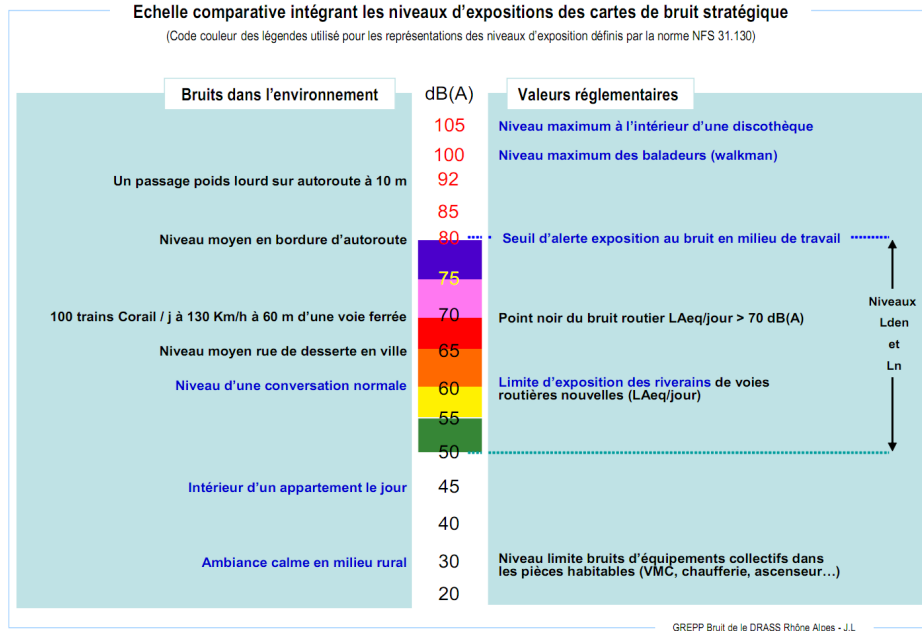 Echelle comparative intégrant les niveaux d'expositions des cartes de bruit stratégique
(Code couleur des légendes utilisé pour les représentations des niveaux d'exposition définis par la norme NFS 31.130)
Bruits dans l'environnement
dB(A)
Valeurs réglementaires
105
Niveau maximum à l'intérieur d'une discothèque
100
Niveau maximum des baladeurs (walkman)
Un passage poids lourd sur autoroute à 10 m
92
85
Niveau moyen en bordure d'autoroute
80
Seuil d'alerte exposition au bruit en milieu de travail
75
Niveaux
Lden
et
Ln
100 trains Corail / j à 130 Km/h à 60 m d'une voie ferrée
70
Point noir du bruit routier LAeq/jour > 70 dB(A)
Niveau moyen rue de desserte en ville
65
Niveau d'une conversation normale
60
Limite d'exposition des riverains de voies
routières nouvelles (LAeq/jour)
55
50
Intérieur d'un appartement le jour
45
40
Ambiance calme en milieu rural
30
Niveau limite bruits d'équipements collectifs dans
les pièces habitables (VMC, chaufferie, ascenseur…)
20
GREPP Bruit de le DRASS Rhône Alpes - J.L